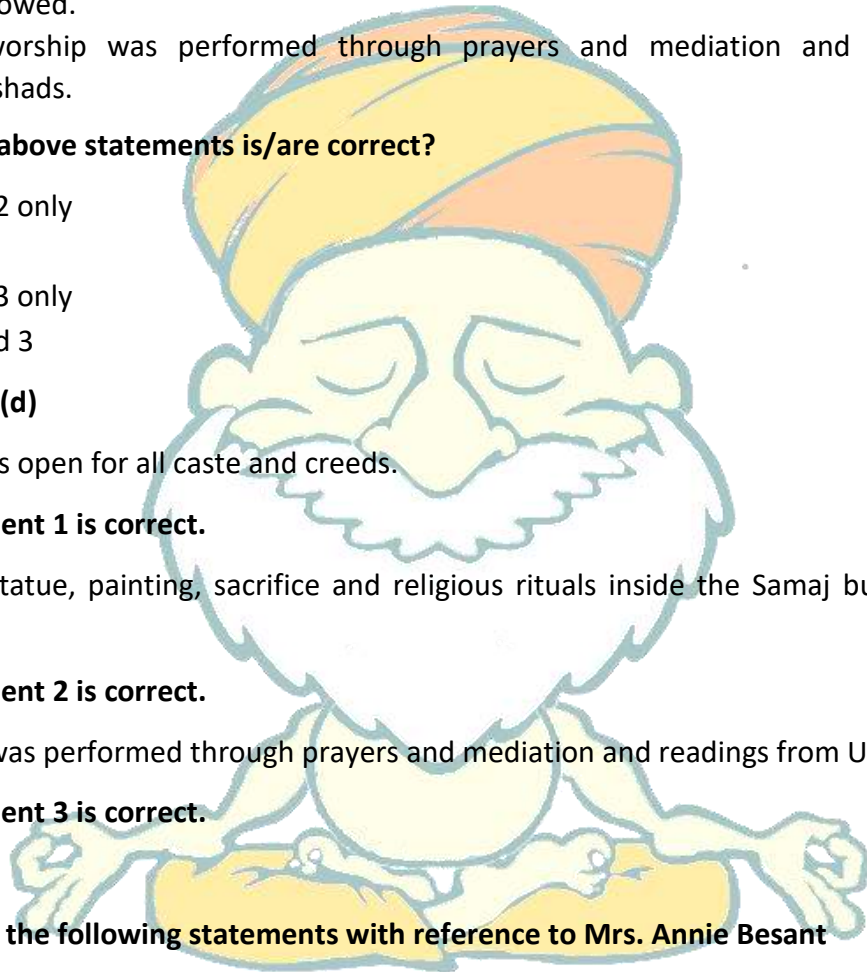 owed.
vorship was performed through prayers and mediation and
shads.
above statements is/are correct?
2 only
3 only
d 3
(d)
s open for all caste and creeds.
ent 1 is correct.
tatue, painting, sacrifice and religious rituals inside the Samaj bu
ent 2 is correct.
was performed through prayers and mediation and readings from U
ent 3 is correct.
the following statements with reference to Mrs. Annie Besant